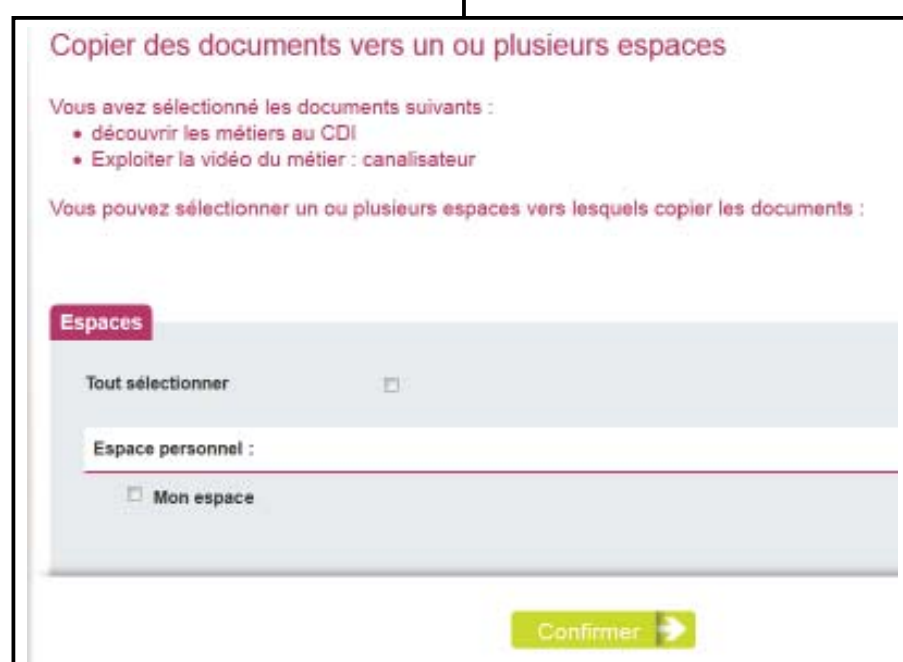 Copier des documents vers un ou plusieurs espaces
Vous avez sélectionné les documents suivants :
• découvrir les métiers au CDI
• Exploiter la vidéo du métier : canalisateur
Vous pouvez sélectionner un ou plusieurs espaces vers lesquels copier les documents :
Espaces
Tout sélectionner
Espace personnel :
Mon espace
Confirmer